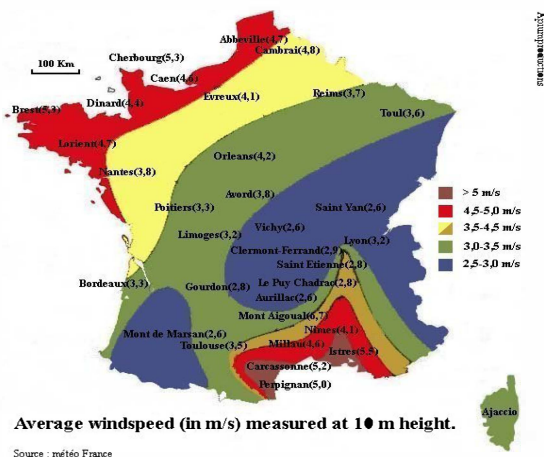 Apunproductions
Abbeville(4,7)
Cambrai(4,8)
Cherbourg(5,3)
100 Km
Caen(4,6)
Evreux(4,1)
Reims(3,7)
Brest(5,3)
Dinard(4,4)
Toul(3,6)
Lorient(4,7)
Orleans(4,2)
Nantes(3,8)
Avord(3,8)
> 5 m/s
Poitiers(3,3)
Saint Yan(2,6)
4,5-5,0 m/s
Vichy(2,6)
3,5-4,5 m/s
Limoges(3,2)
Lyon(3,2)
3,0-3,5 m/s
Clermont-Ferrand(2,9)
2,5-3,0 m/s
Saint Etienne(2,8)
Bordeaux(3,3)
Gourdon(2,8)
Le Puy Chadrac(2,8)
Aurillac(2,6)
Mont Aigoual(6,7)
Mont de Marsan(2,6)
Nimes(4,1)
Toulouse(3,5)
Millau(4,6)
Istres(5,5)
Carcassonne(5,2)
Perpignan(5,0)
Ajaccio
Average windspeed (in m/s) measured at 10 m height.
Source : météo France